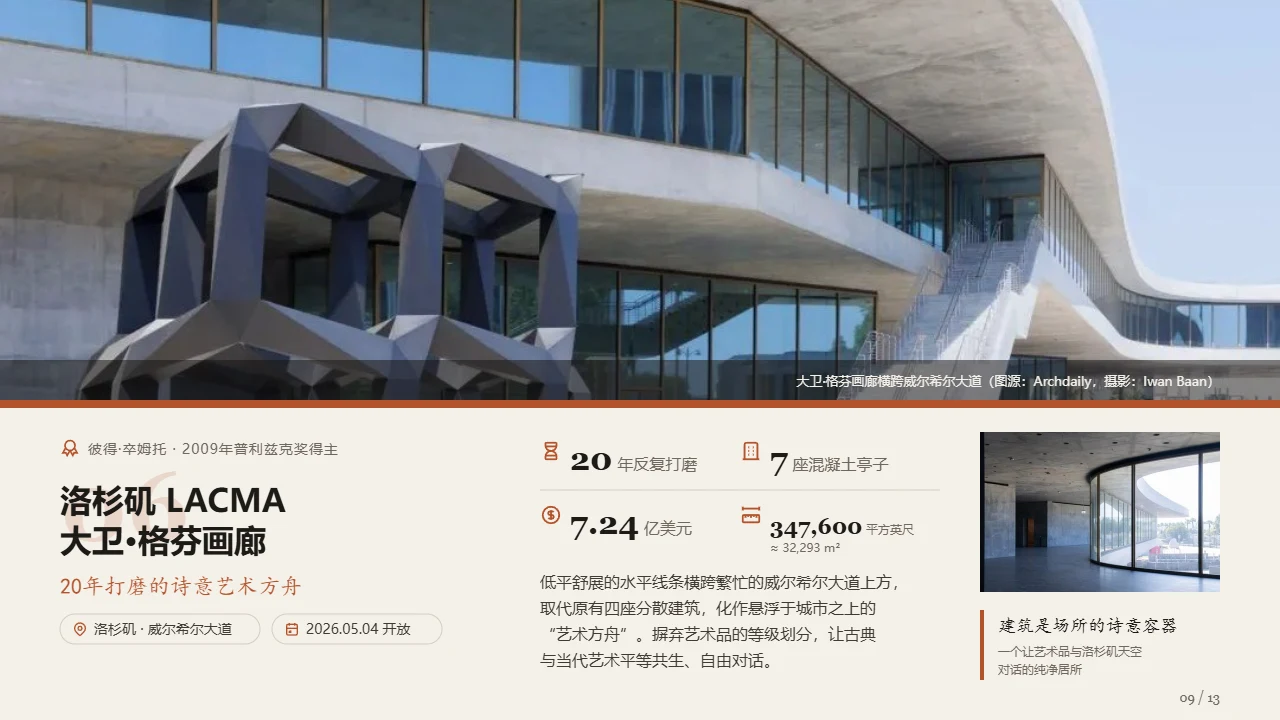 大卫·格芬画廊横跨威尔希尔大道（图源：Archdaily，摄影：Iwan Baan）
彼得·卒姆托 · 2009年普利兹克奖得主
06
洛杉矶 LACMA
大卫·格芬画廊
20年打磨的诗意艺术方舟
洛杉矶 · 威尔希尔大道
2026.05.04 开放
20 年反复打磨
7 座混凝土亭子
7.24 亿美元
347,600 平方英尺
≈ 32,293 m²
低平舒展的水平线条横跨繁忙的威尔希尔大道上方，
取代原有四座分散建筑，化作悬浮于城市之上的
“艺术方舟”。摒弃艺术品的等级划分，让古典
与当代艺术平等共生、自由对话。
建筑是场所的诗意容器
一个让艺术品与洛杉矶天空
对话的纯净居所
09 / 13